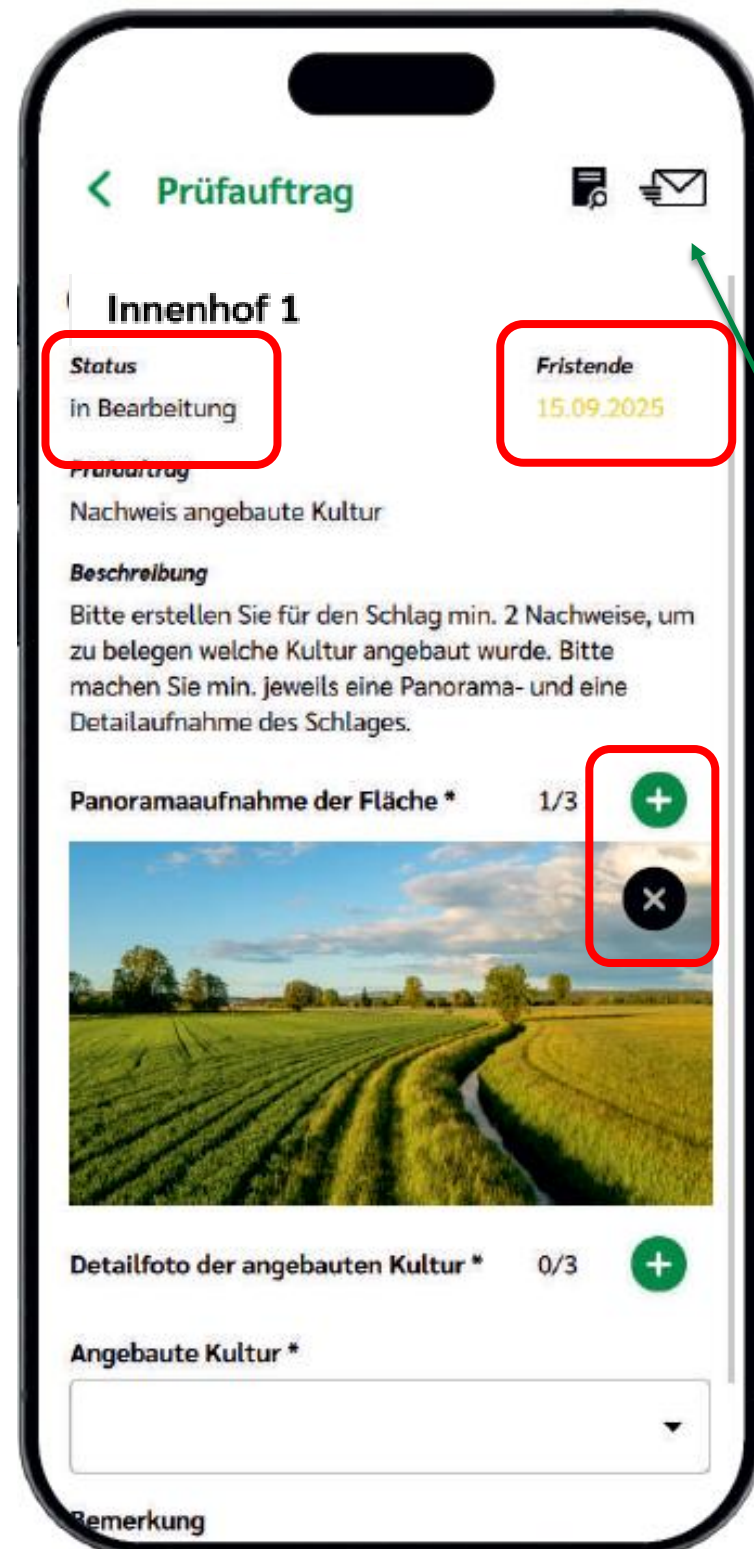 Prüfauftrag
Innenhof 1
Status
Fristende
in Bearbeitung
15.09.2025
Prüfauftrag
Nachweis angebaute Kultur
Beschreibung
Bitte erstellen Sie für den Schlag min. 2 Nachweise, um
zu belegen welche Kultur angebaut wurde. Bitte
machen Sie min. jeweils eine Panorama- und eine
Detailaufnahme des Schlages.
Panoramaaufnahme der Fläche * 1/3
Detailfoto der angebauten Kultur * 0/3
Angebaute Kultur *
Bemerkung